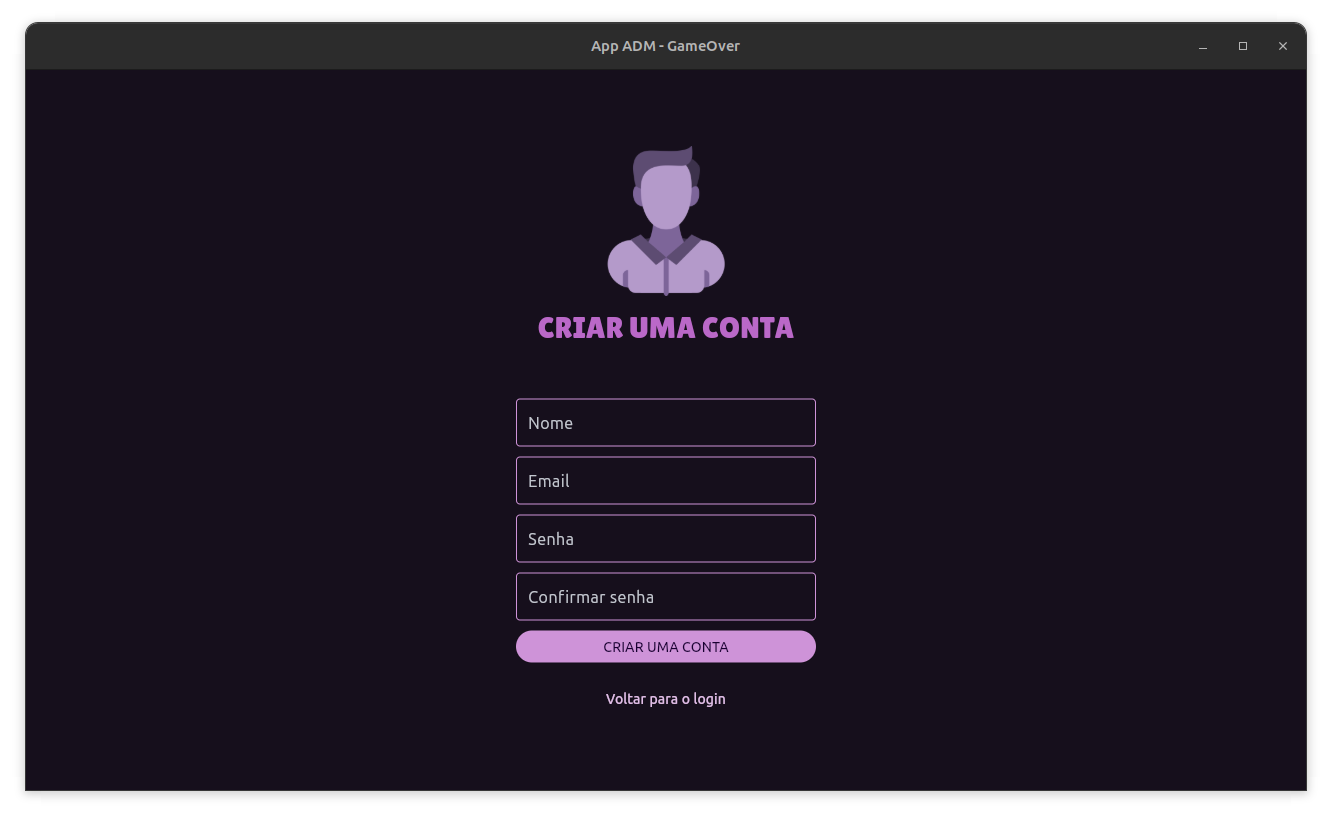 App ADM - GameOver
CRIAR UMA CONTA
Nome
Email
Senha
Confirmar senha
CRIAR UMA CONTA
Voltar para o login